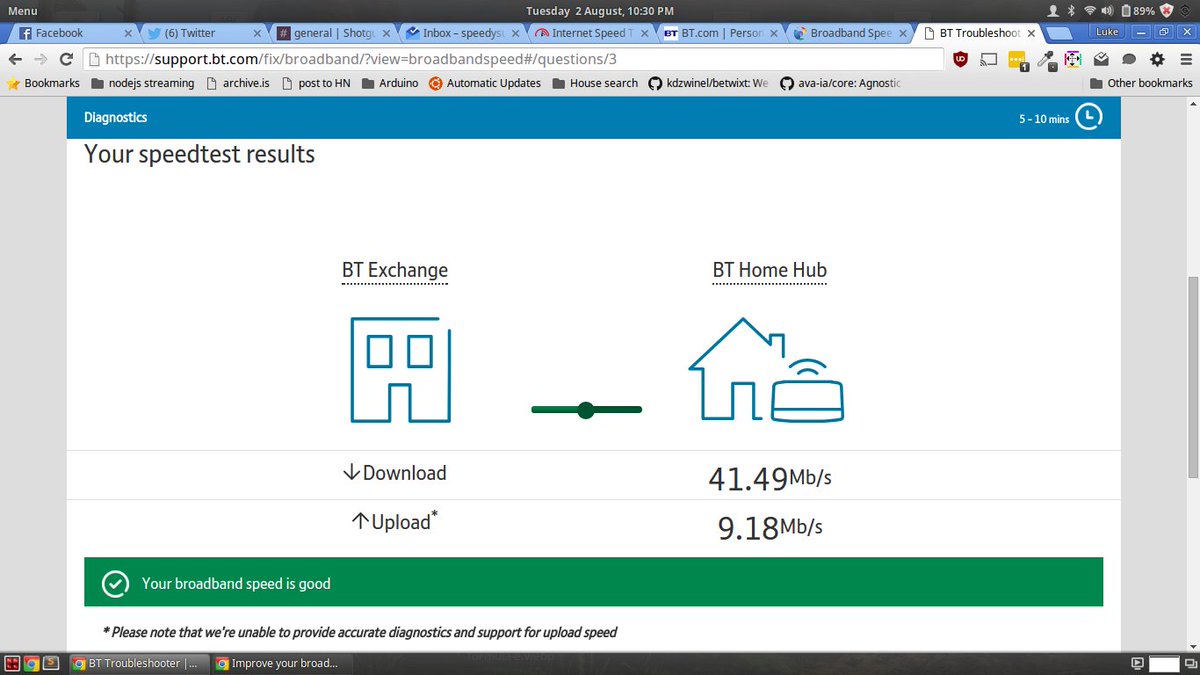 Menu
Tuesday 2 August, 10:30 PM
89%
Facebook
(6) Twitter
general | Shotgu
Inbox – speedysu
Internet Speed T
BT BT.com | Person
Broadband Spee
BT Troubleshoot
Luke
https://support.bt.com/fix/broadband/?view=broadbandspeed#/questions/3
1
Bookmarks
nodejs streaming
archive.is
post to HN
Arduino
Automatic Updates
House search
kdzwinel/betwixt: We
ava-ia/core: Agnostic
Other bookmarks
Diagnostics
5 - 10 mins
Your speedtest results
BT Exchange
BT Home Hub
Download
41.49Mb/s
Upload*
9.18Mb/s
Your broadband speed is good
* Please note that we're unable to provide accurate diagnostics and support for upload speed
BT Troubleshooter |...
Improve your broad...